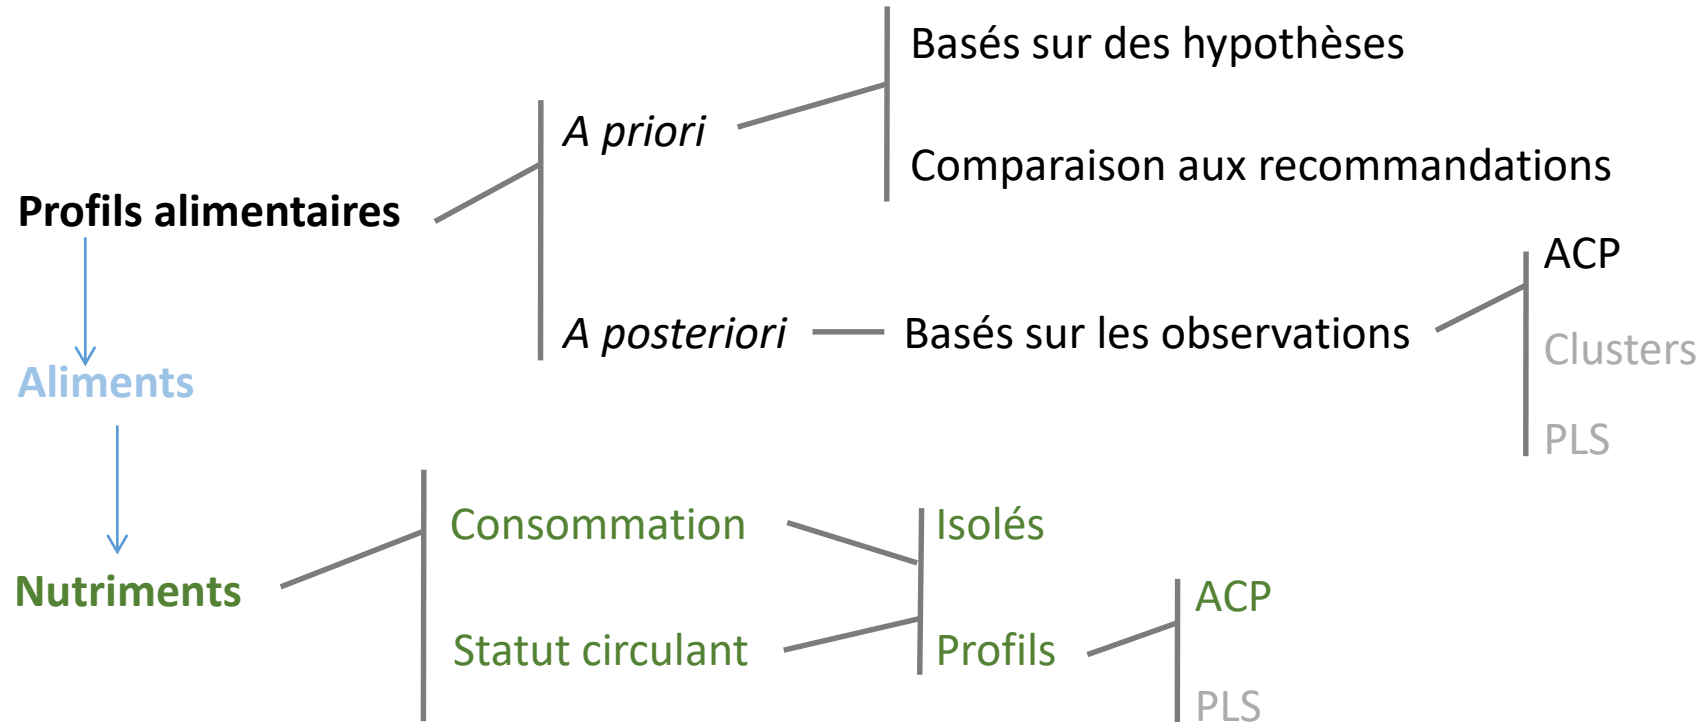 Basés sur des hypothèses
A priori
Comparaison aux recommandations
Profils alimentaires
ACP
A posteriori
Basés sur les observations
Clusters
Aliments
PLS
Consommation
Isolés
Nutriments
ACP
Statut circulant
Profils
PLS